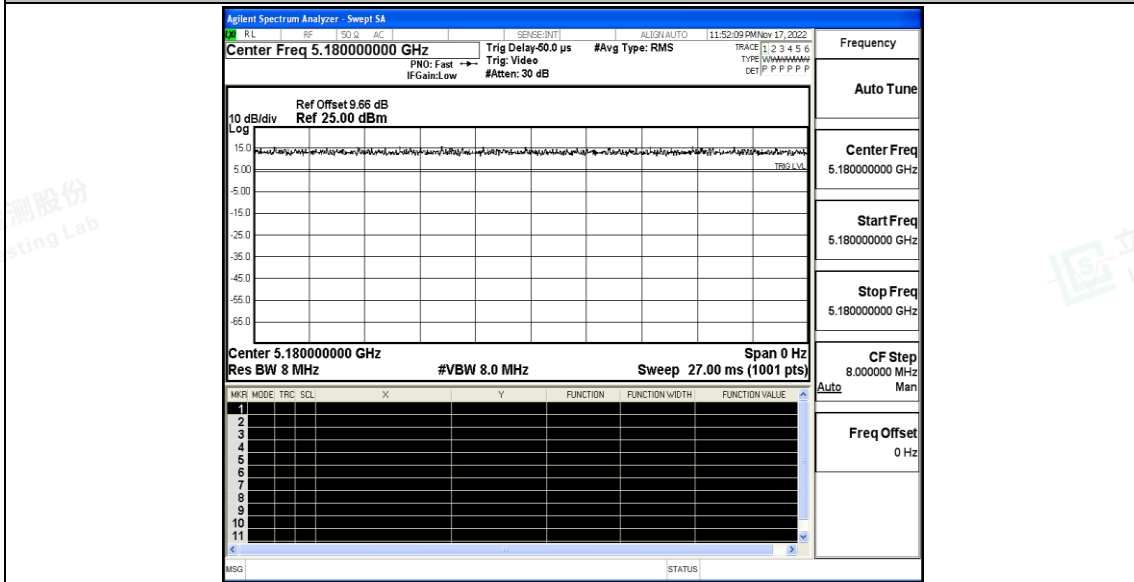 Agilent Spectrum Analyzer - Swept SA
RL RF 50 Ω AC SENSE:INT ALIGN AUTO 11:52:09 PM Nov 17, 2022
Center Freq 5.180000000 GHz
PNO: Fast
IFGain:Low
Trig Delay-50.0 µs
Trig: Video
#Atten: 30 dB
#Avg Type: RMS
TRACE 1 2 3 4 5 6
TYPE
DET P P P P P P
Frequency
Auto Tune
Ref Offset 9.66 dB
10 dB/div Ref 25.00 dBm
Log
15.0
5.00
-5.00
-15.0
-25.0
-35.0
-45.0
-55.0
-65.0
TRIG LVL
Center 5.180000000 GHz Span 0 Hz
Res BW 8 MHz #VBW 8.0 MHz Sweep 27.00 ms (1001 pts)
Center Freq
5.180000000 GHz
Start Freq
5.180000000 GHz
Stop Freq
5.180000000 GHz
CF Step
8.000000 MHz
Auto Man
Freq Offset
0 Hz
MKR MODE TRC SCL X Y FUNCTION FUNCTION WIDTH FUNCTION VALUE
1
2
3
4
5
6
7
8
9
10
11
MSG STATUS
测股份
sting Lab
立